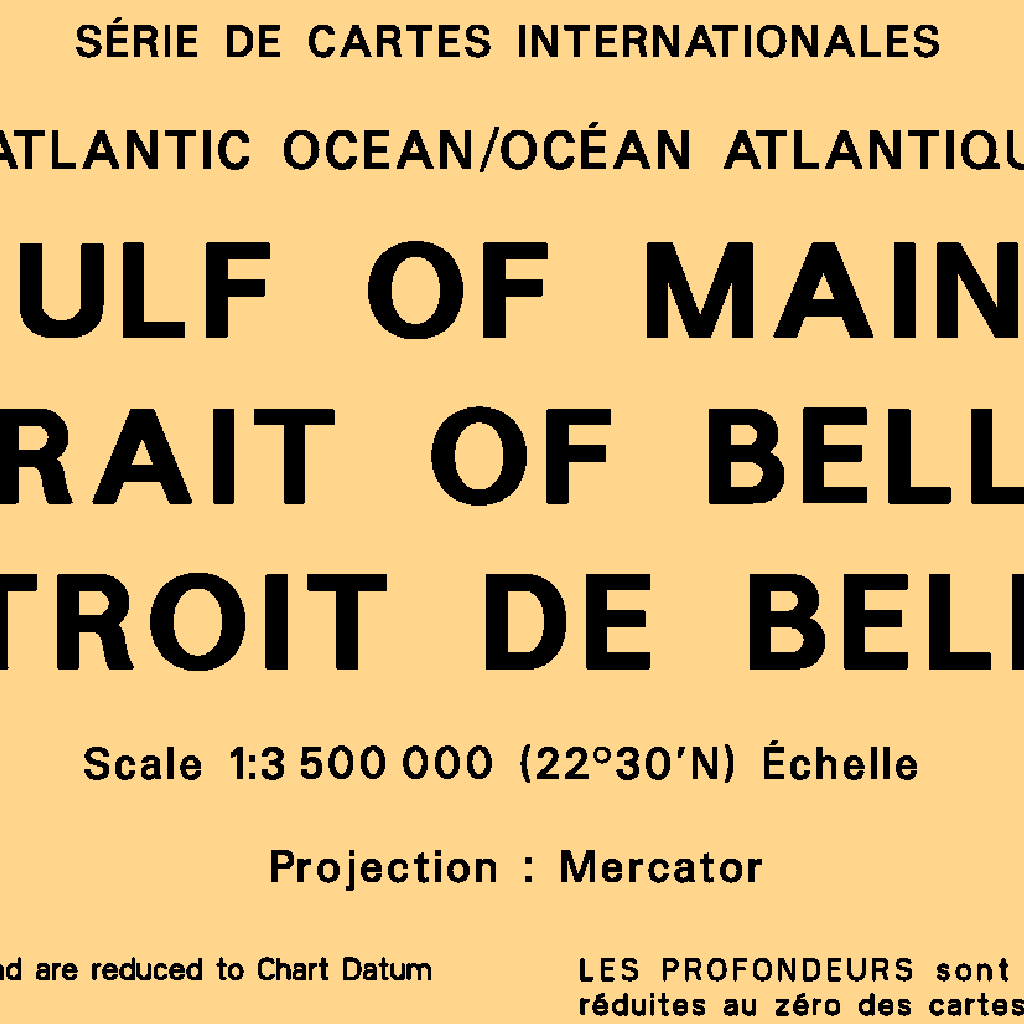 SÉRIE DE CARTES INTERNATIONALES
ATLANTIC OCEAN/OCÉAN ATLANTIQU
ULF OF MAIN
RAIT OF BELL
TROIT DE BELL
Scale 1:3 500 000 (22°30'N) Échelle
Projection : Mercator
nd are reduced to Chart Datum
LES PROFONDEURS sont
réduites au zéro des cartes